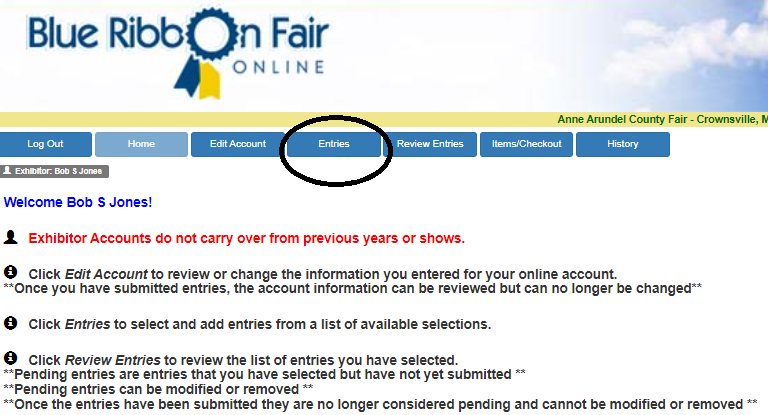 Blue Ribbon Fair
ONLINE
Anne Arundel County Fair - Crownsville, M
Log Out Home Edit Account Entries Review Entries Items/Checkout History
Exhibitor: Bob S Jones
Welcome Bob S Jones!
Exhibitor Accounts do not carry over from previous years or shows.
Click Edit Account to review or change the information you entered for your online account.
**Once you have submitted entries, the account information can be reviewed but can no longer be changed**
Click Entries to select and add entries from a list of available selections.
Click Review Entries to review the list of entries you have selected.
**Pending entries are entries that you have selected but have not yet submitted **
**Pending entries can be modified or removed **
**Once the entries have been submitted they are no longer considered pending and cannot be modified or removed **